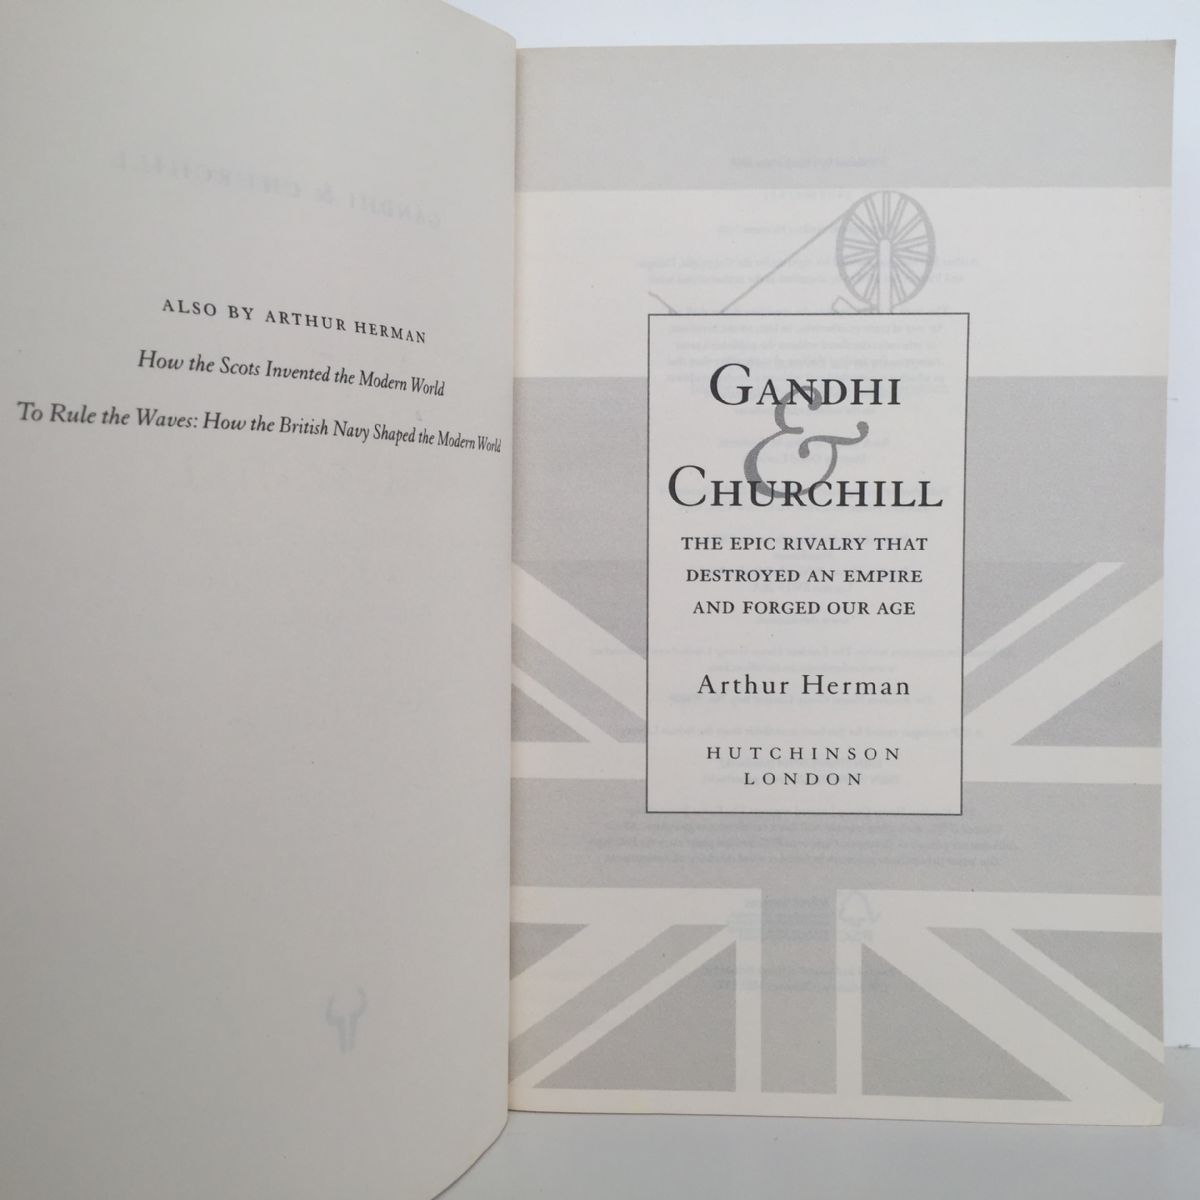 ALSO BY ARTHUR HERMAN
How the Scots Invented the Modern World
To Rule the Waves: How the British Navy Shaped the Modern World
GANDHI
&
CHURCHILL
THE EPIC RIVALRY THAT
DESTROYED AN EMPIRE
AND FORGED OUR AGE
Arthur Herman
HUTCHINSON
LONDON